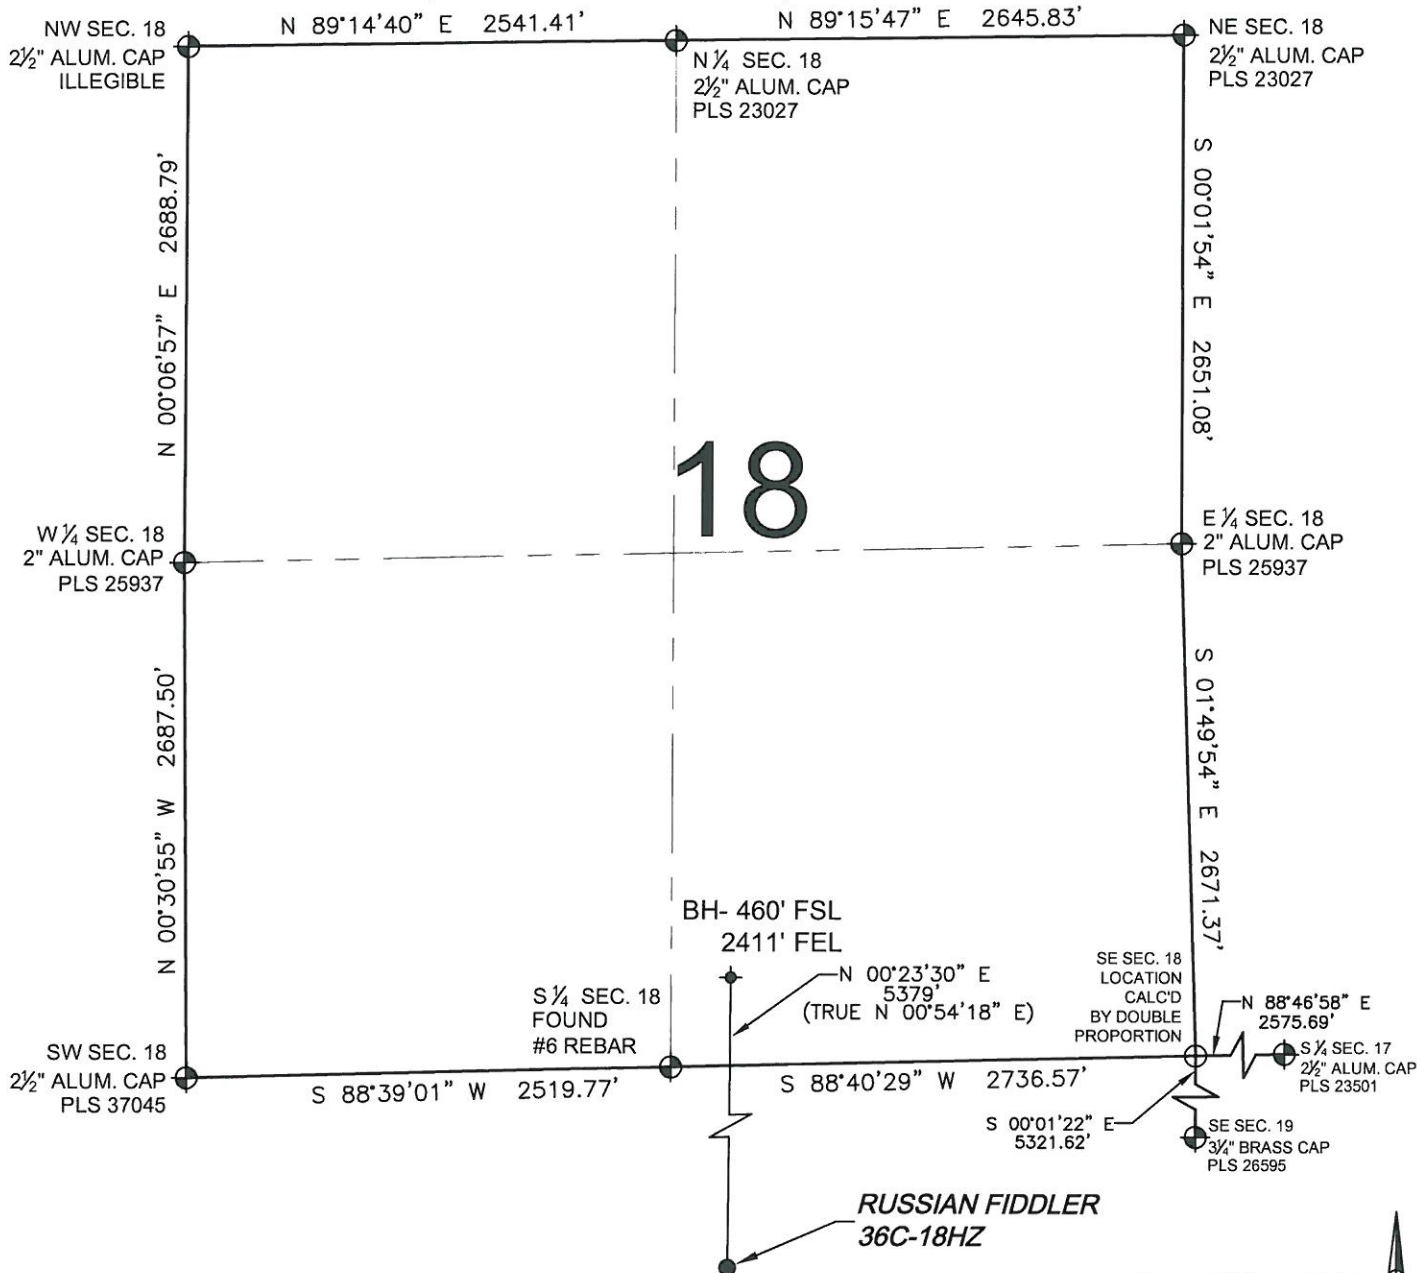 N 89°14'40" E 2541.41'
N 89°15'47" E 2645.83'
NW SEC. 18
2½" ALUM. CAP
ILLEGIBLE
N ¼ SEC. 18
2½" ALUM. CAP
PLS 23027
NE SEC. 18
2½" ALUM. CAP
PLS 23027
N 00°06'57" E 2688.79'
S 00°01'54" E 2651.08'
18
W ¼ SEC. 18
2" ALUM. CAP
PLS 25937
E ¼ SEC. 18
2" ALUM. CAP
PLS 25937
N 00°30'55" W 2687.50'
S 01°49'54" E 2671.37'
BH- 460' FSL
2411' FEL
N 00°23'30" E
5379'
(TRUE N 00°54'18" E)
S ¼ SEC. 18
FOUND
#6 REBAR
SE SEC. 18
LOCATION
CALC'D
BY DOUBLE
PROPORTION
N 88°46'58" E
2575.69'
SW SEC. 18
2½" ALUM. CAP
PLS 37045
S 88°39'01" W 2519.77'
S 88°40'29" W 2736.57'
S ¼ SEC. 17
2½" ALUM. CAP
PLS 23501
S 00°01'22" E
5321.62'
SE SEC. 19
3¼" BRASS CAP
PLS 26595
RUSSIAN FIDDLER
36C-18HZ